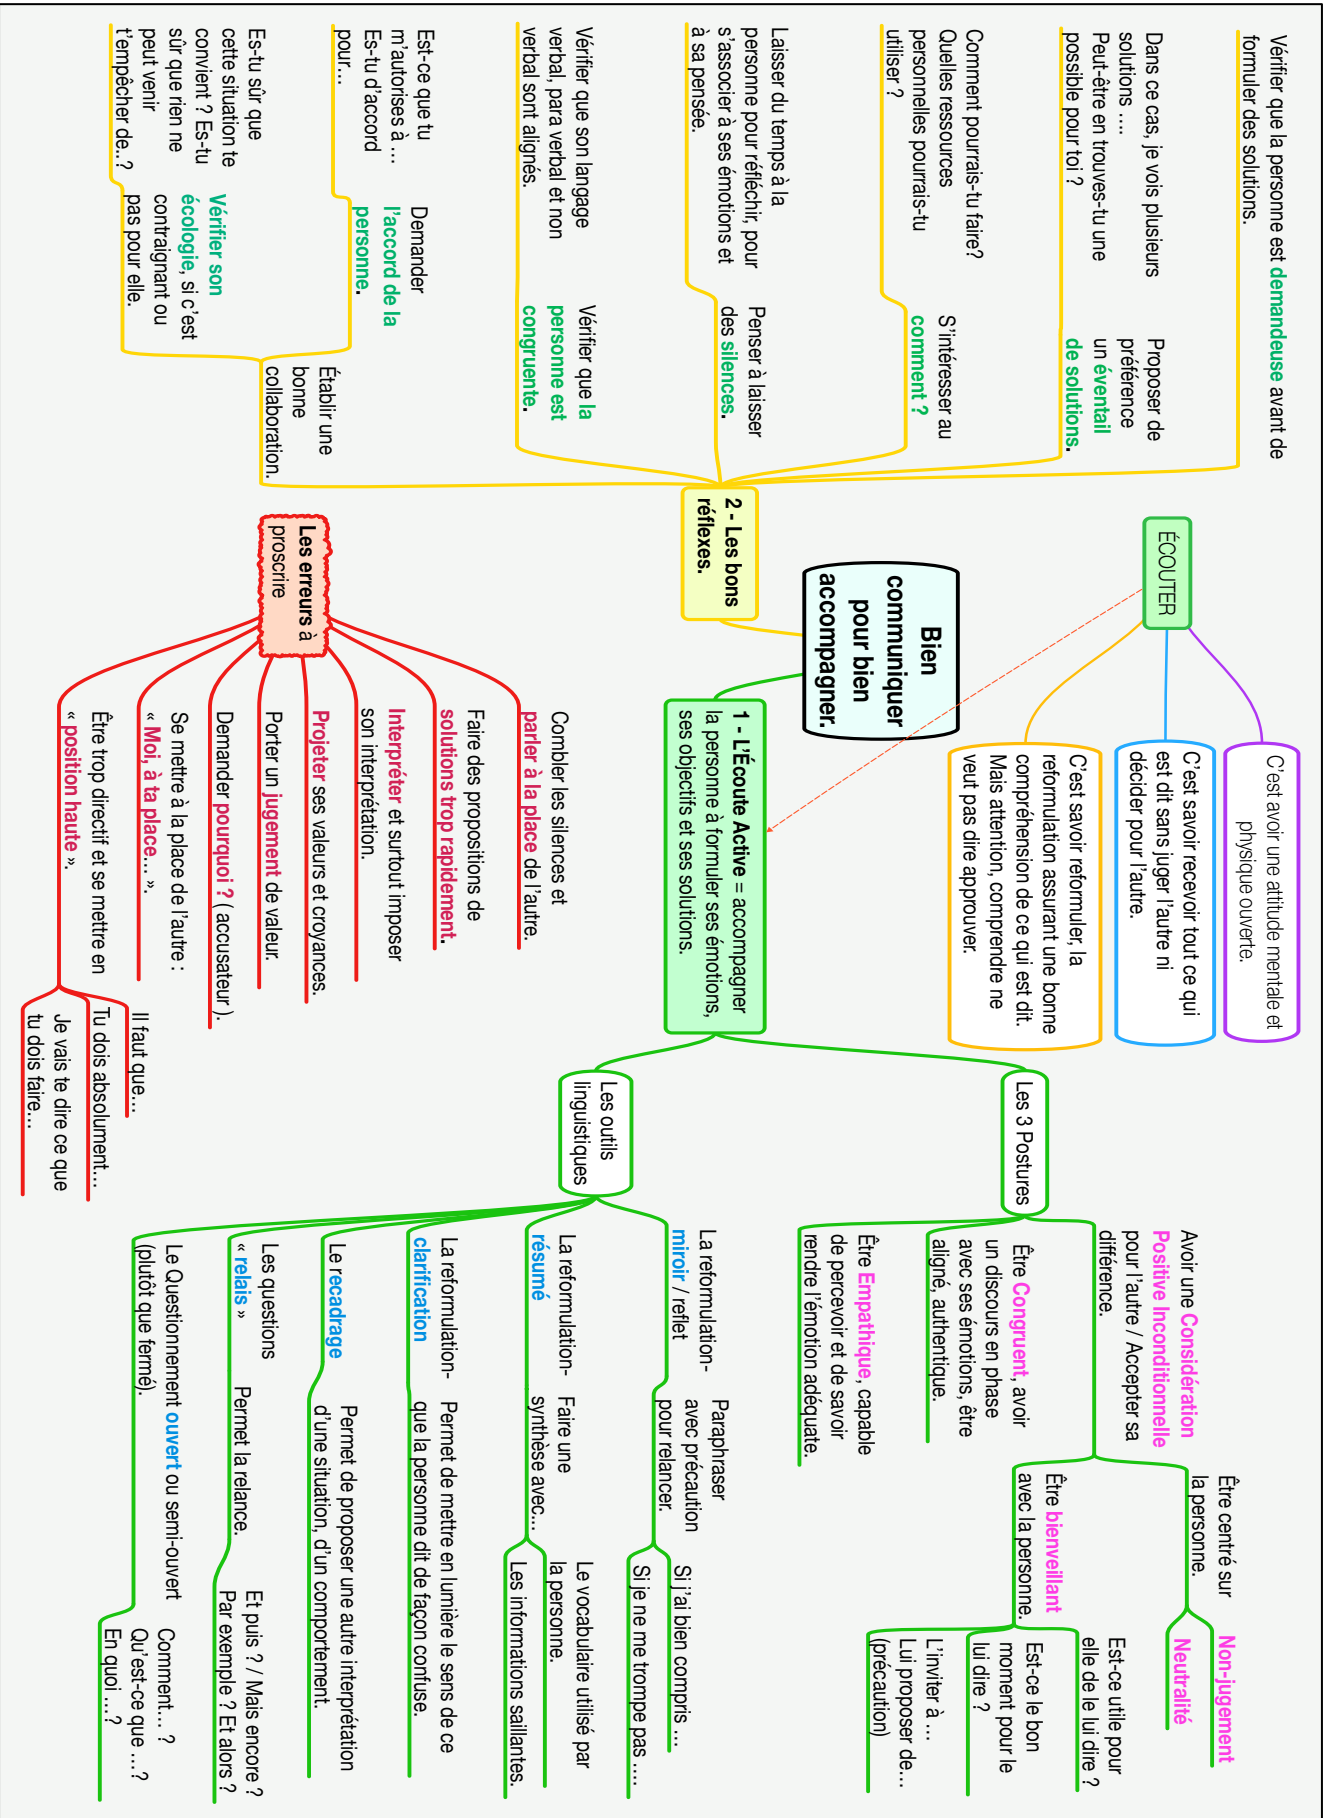 Bien
communiquer
pour bien
accompagner.
ÉCOUTER
C'est avoir une attitude mentale et
physique ouverte.
C'est savoir recevoir tout ce qui
est dit sans juger l'autre ni
décider pour l'autre.
C'est savoir reformuler, la
reformulation assurant une bonne
compréhension de ce qui est dit.
Mais attention, comprendre ne
veut pas dire approuver.
1 - L'Écoute Active = accompagner
la personne à formuler ses émotions,
ses objectifs et ses solutions.
Les 3 Postures
Avoir une Considération
Positive Inconditionnelle
pour l'autre / Accepter sa
différence.
Être centré sur
la personne.
Non-jugement
Neutralité
Être bienveillant
avec la personne.
Est-ce utile pour
elle de le lui dire ?
Est-ce le bon
moment pour le
lui dire ?
L'inviter à …
Lui proposer de…
(précaution)
Être Congruent, avoir
un discours en phase
avec ses émotions, être
aligné, authentique.
Être Empathique, capable
de percevoir et de savoir
rendre l'émotion adéquate.
Les outils
linguistiques
La reformulation-
miroir / reflet
Paraphraser
avec précaution
pour relancer.
Si j'ai bien compris …
Si je ne me trompe pas ….
La reformulation-
résumé
Faire une
synthèse avec…
Le vocabulaire utilisé par
la personne.
Les informations saillantes.
La reformulation-
clarification
Permet de mettre en lumière le sens de ce
que la personne dit de façon confuse.
Le recadrage
Permet de proposer une autre interprétation
d'une situation, d'un comportement.
Les questions
« relais »
Permet la relance.
Et puis ? / Mais encore ?
Par exemple ? Et alors ?
Le Questionnement ouvert ou semi-ouvert
(plutôt que fermé).
Comment… ?
Qu'est-ce que …?
En quoi …?
2 - Les bons
réflexes.
Vérifier que la personne est demandeuse avant de
formuler des solutions.
Proposer de
préférence
un éventail
de solutions.
Dans ce cas, je vois plusieurs
solutions ….
Peut-être en trouves-tu une
possible pour toi ?
S'intéresser au
comment ?
Comment pourrais-tu faire?
Quelles ressources
personnelles pourrais-tu
utiliser ?
Penser à laisser
des silences.
Laisser du temps à la
personne pour réfléchir, pour
s'associer à ses émotions et
à sa pensée.
Vérifier que la
personne est
congruente.
Vérifier que son langage
verbal, para verbal et non
verbal sont alignés.
Établir une
bonne
collaboration.
Demander
l'accord de la
personne.
Est-ce que tu
m'autorises à …
Es-tu d'accord
pour…
Vérifier son
écologie, si c'est
contraignant ou
pas pour elle.
Es-tu sûr que
cette situation te
convient ? Es-tu
sûr que rien ne
peut venir
t'empêcher de..?
Les erreurs à
proscrire
Combler les silences et
parler à la place de l'autre.
Faire des propositions de
solutions trop rapidement.
Interpréter et surtout imposer
son interprétation.
Projeter ses valeurs et croyances.
Porter un jugement de valeur.
Demander pourquoi ? ( accusateur ).
Se mettre à la place de l'autre :
« Moi, à ta place… ».
Être trop directif et se mettre en
« position haute ».
Il faut que…
Tu dois absolument…
Je vais te dire ce que
tu dois faire…